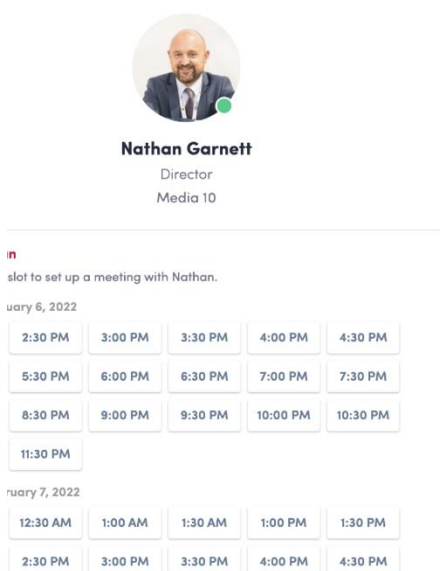 Nathan Garnett
Director
Media 10
slot to set up a meeting with Nathan.
uary 6, 2022
2:30 PM 3:00 PM 3:30 PM 4:00 PM 4:30 PM
5:30 PM 6:00 PM 6:30 PM 7:00 PM 7:30 PM
8:30 PM 9:00 PM 9:30 PM 10:00 PM 10:30 PM
11:30 PM
ruary 7, 2022
12:30 AM 1:00 AM 1:30 AM 1:00 PM 1:30 PM
2:30 PM 3:00 PM 3:30 PM 4:00 PM 4:30 PM